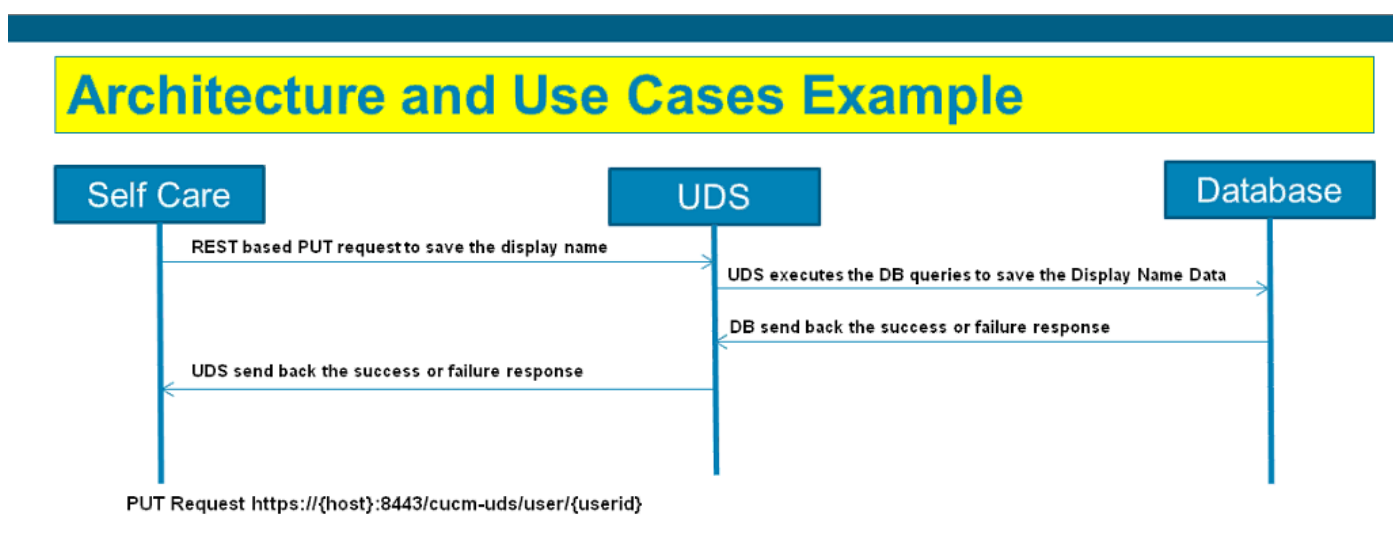 Architecture and Use Cases Example
Self Care
UDS
Database
REST based PUT request to save the display name
UDS executes the DB queries to save the Display Name Data
DB send back the success or failure response
UDS send back the success or failure response
PUT Request https://{host}:8443/cucm-uds/user/{userid}